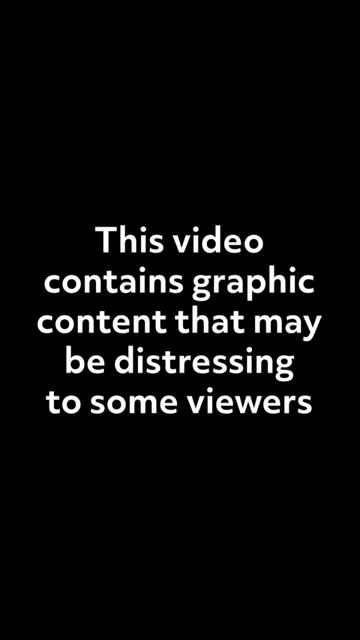 This video
contains graphic
content that may
be distressing
to some viewers